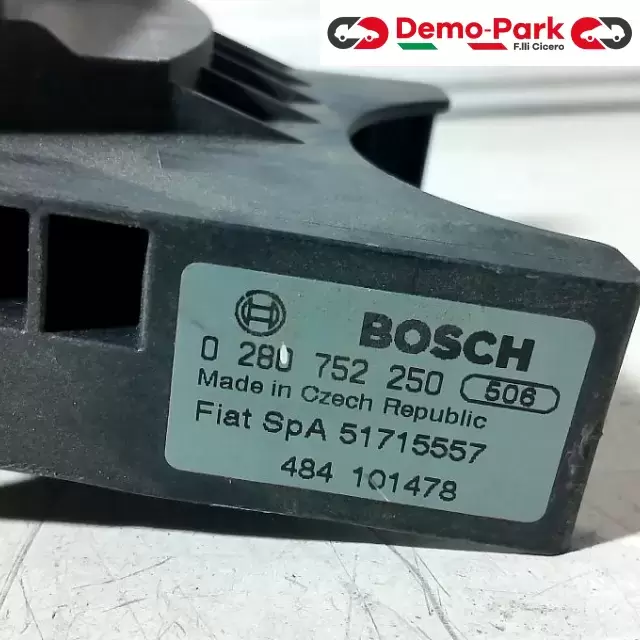 Demo-Park
F.lli Cicero
BOSCH
0 280 752 250 506
Made in Czech Republic
Fiat SpA 51715557
484 101478